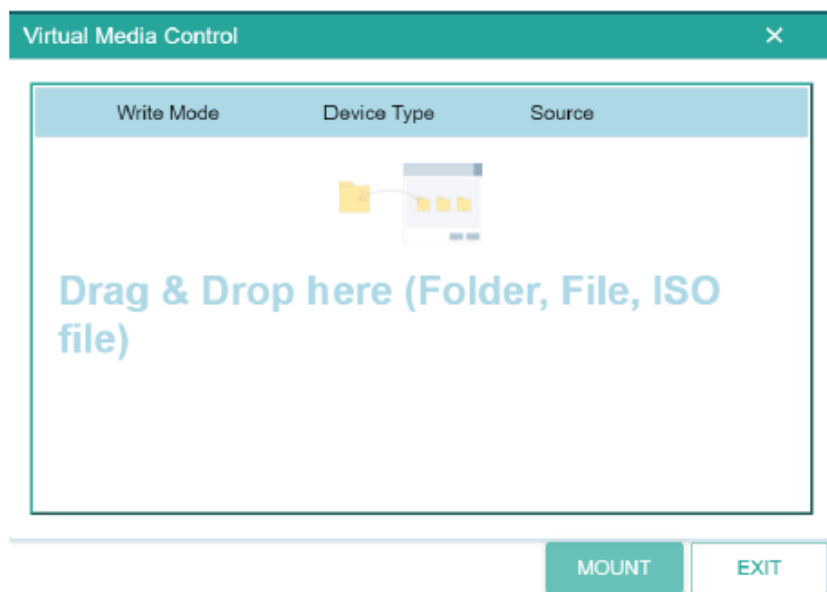 Virtual Media Control ×
Write Mode Device Type Source
Drag & Drop here (Folder, File, ISO
file)
MOUNT EXIT